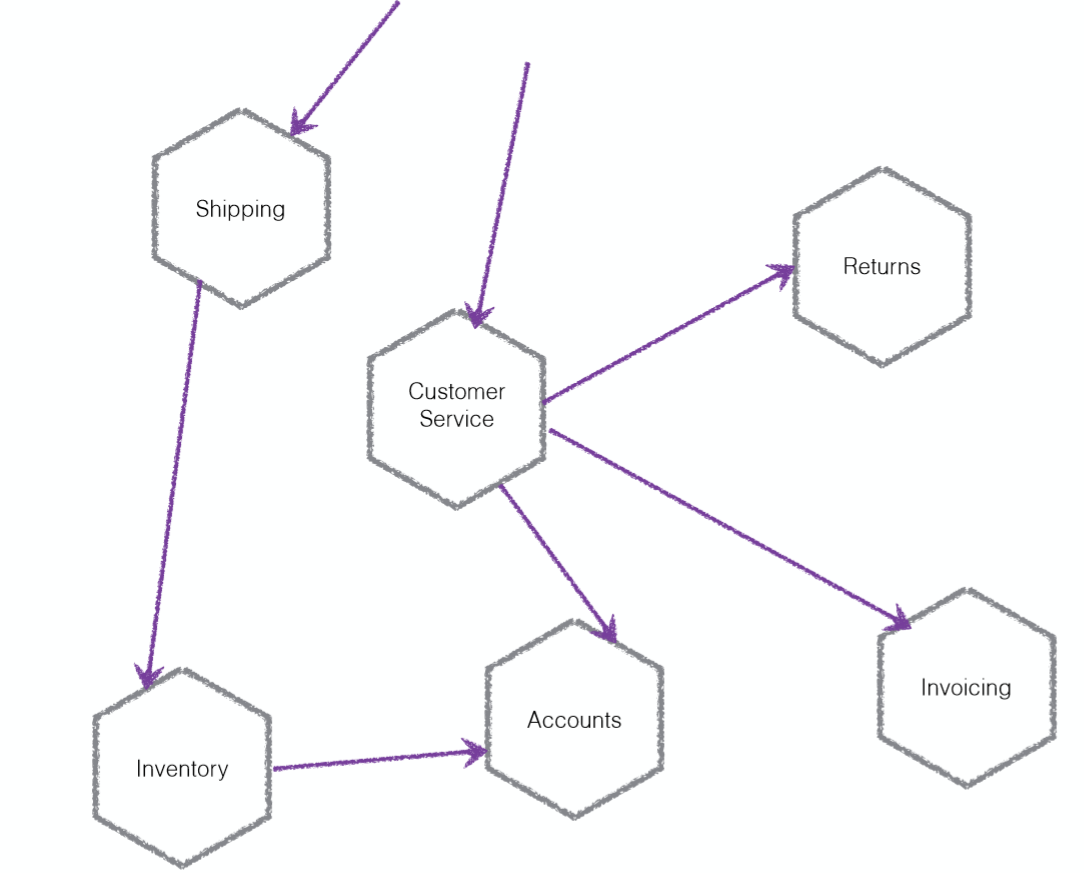 Shipping
Returns
Customer
Service
Invoicing
Accounts
Inventory